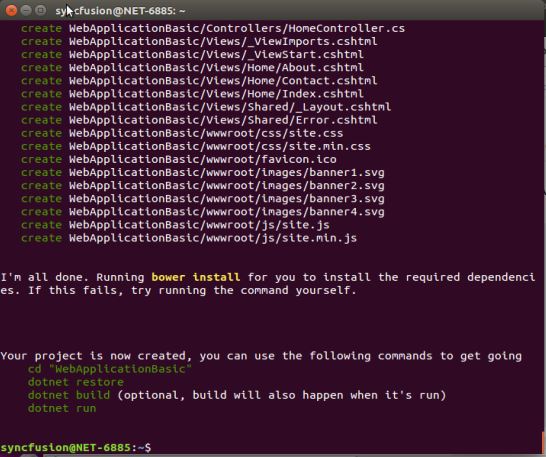 syncfusion@NET-6885: ~
create WebApplicationBasic/Controllers/HomeController.cs
create WebApplicationBasic/Views/_ViewImports.cshtml
create WebApplicationBasic/Views/_ViewStart.cshtml
create WebApplicationBasic/Views/Home/About.cshtml
create WebApplicationBasic/Views/Home/Contact.cshtml
create WebApplicationBasic/Views/Home/Index.cshtml
create WebApplicationBasic/Views/Shared/_Layout.cshtml
create WebApplicationBasic/Views/Shared/Error.cshtml
create WebApplicationBasic/wwwroot/css/site.css
create WebApplicationBasic/wwwroot/css/site.min.css
create WebApplicationBasic/wwwroot/favicon.ico
create WebApplicationBasic/wwwroot/images/banner1.svg
create WebApplicationBasic/wwwroot/images/banner2.svg
create WebApplicationBasic/wwwroot/images/banner3.svg
create WebApplicationBasic/wwwroot/images/banner4.svg
create WebApplicationBasic/wwwroot/js/site.js
create WebApplicationBasic/wwwroot/js/site.min.js
I'm all done. Running bower install for you to install the required dependenci
es. If this fails, try running the command yourself.
Your project is now created, you can use the following commands to get going
cd "WebApplicationBasic"
dotnet restore
dotnet build (optional, build will also happen when it's run)
dotnet run
syncfusion@NET-6885:~$